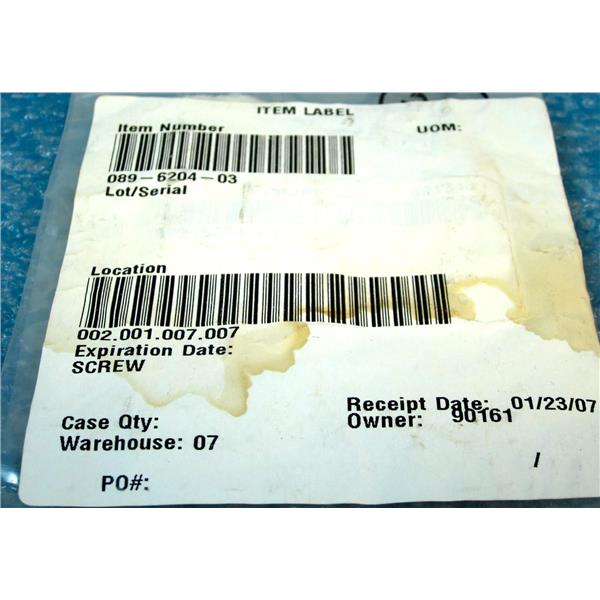 ITEM LABEL
Item Number UOM:
089-6204-03
Lot/Serial
Location
002.001.007.007
Expiration Date:
SCREW
Receipt Date: 01/23/07
Case Qty: Owner: 90161
Warehouse: 07
PO#: